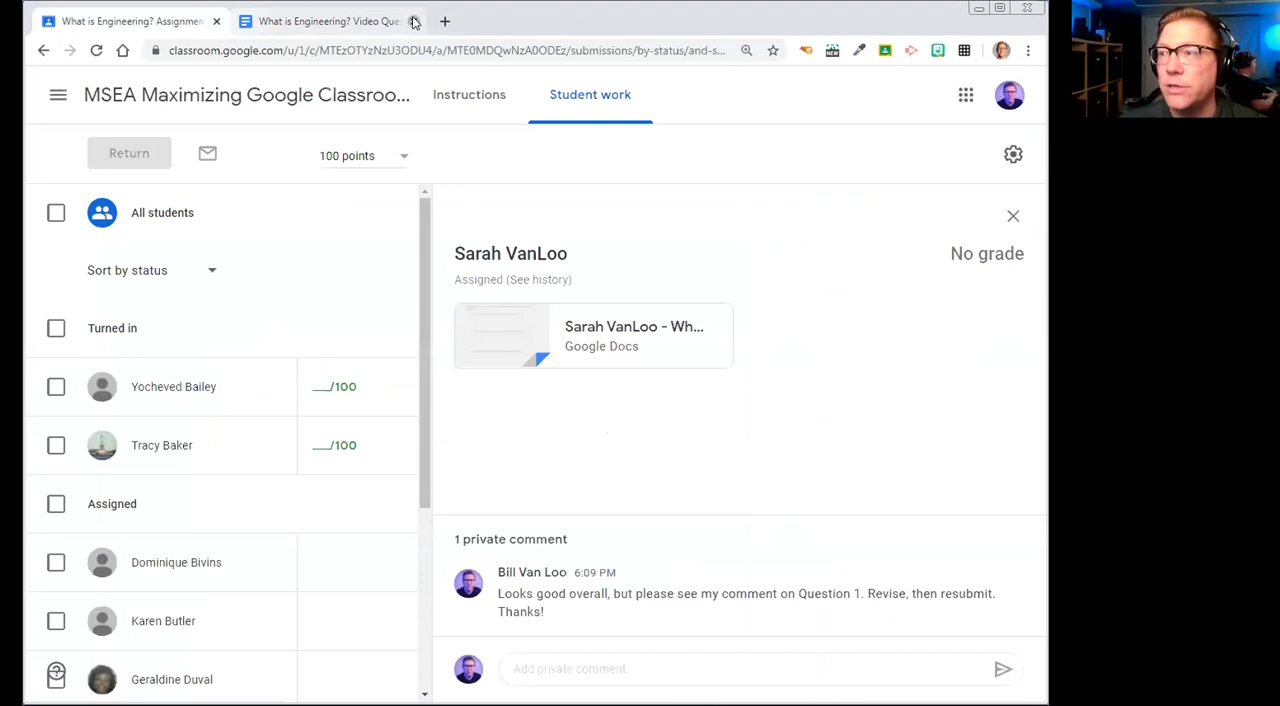 What is Engineering? Assignmen
What is Engineering? Video Que
classroom.google.com/u/1/c/MTEzOTYzNzU3ODU4/a/MTE0MDQwNzA0ODEz/submissions/by-status/and-s...
NEW
MSEA Maximizing Google Classroo...
Instructions
Student work
Return
100 points
All students
Sort by status
Turned in
Yocheved Bailey
__/100
Tracy Baker
__/100
Assigned
Dominique Bivins
Karen Butler
Geraldine Duval
Sarah VanLoo
No grade
Assigned (See history)
Sarah VanLoo - Wh...
Google Docs
1 private comment
Bill Van Loo 6:09 PM
Looks good overall, but please see my comment on Question 1. Revise, then resubmit.
Thanks!
Add private comment.